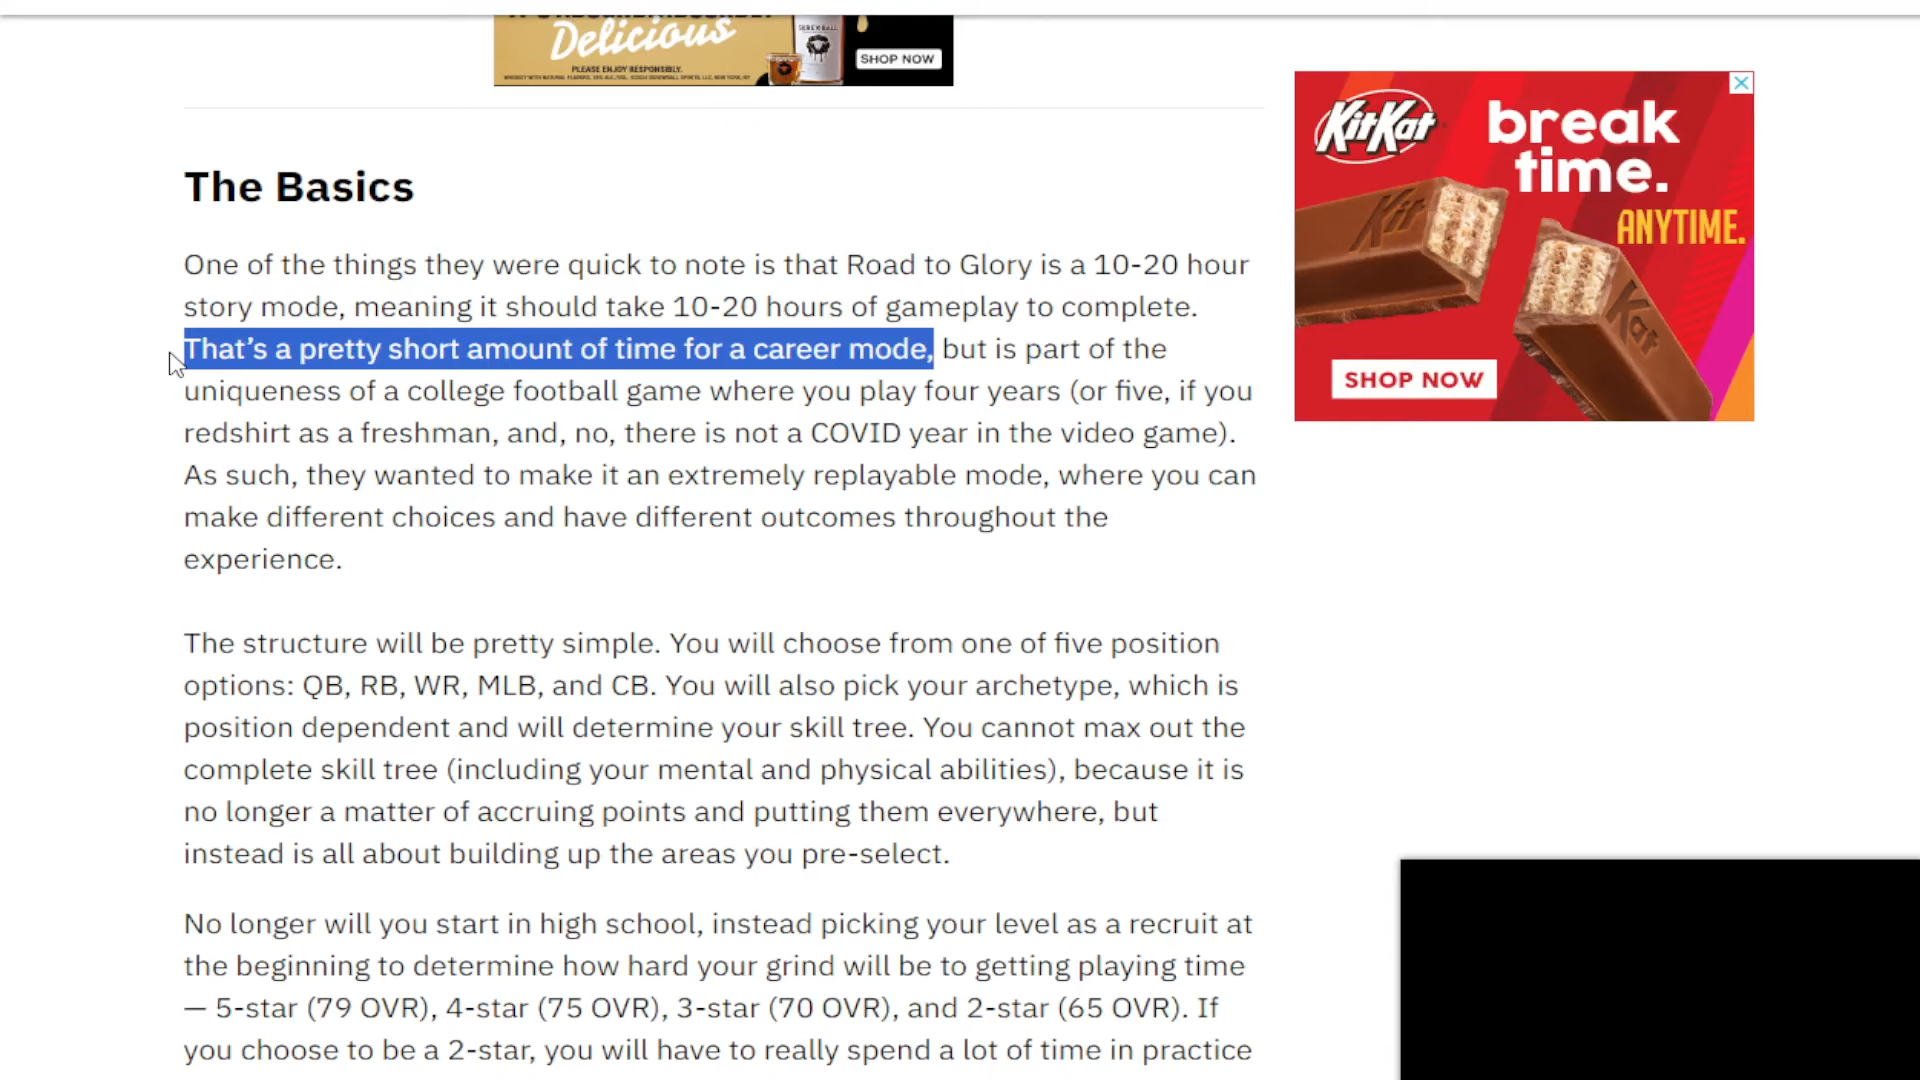 Delicious
PLEASE ENJOY RESPONSIBLY.
SCREWBALL
SHOP NOW
KitKat
break
time.
ANYTIME.
Kit
Kat
SHOP NOW
The Basics
One of the things they were quick to note is that Road to Glory is a 10-20 hour
story mode, meaning it should take 10-20 hours of gameplay to complete.
That’s a pretty short amount of time for a career mode, but is part of the
uniqueness of a college football game where you play four years (or five, if you
redshirt as a freshman, and, no, there is not a COVID year in the video game).
As such, they wanted to make it an extremely replayable mode, where you can
make different choices and have different outcomes throughout the
experience.
The structure will be pretty simple. You will choose from one of five position
options: QB, RB, WR, MLB, and CB. You will also pick your archetype, which is
position dependent and will determine your skill tree. You cannot max out the
complete skill tree (including your mental and physical abilities), because it is
no longer a matter of accruing points and putting them everywhere, but
instead is all about building up the areas you pre-select.
No longer will you start in high school, instead picking your level as a recruit at
the beginning to determine how hard your grind will be to getting playing time
— 5-star (79 OVR), 4-star (75 OVR), 3-star (70 OVR), and 2-star (65 OVR). If
you choose to be a 2-star, you will have to really spend a lot of time in practice